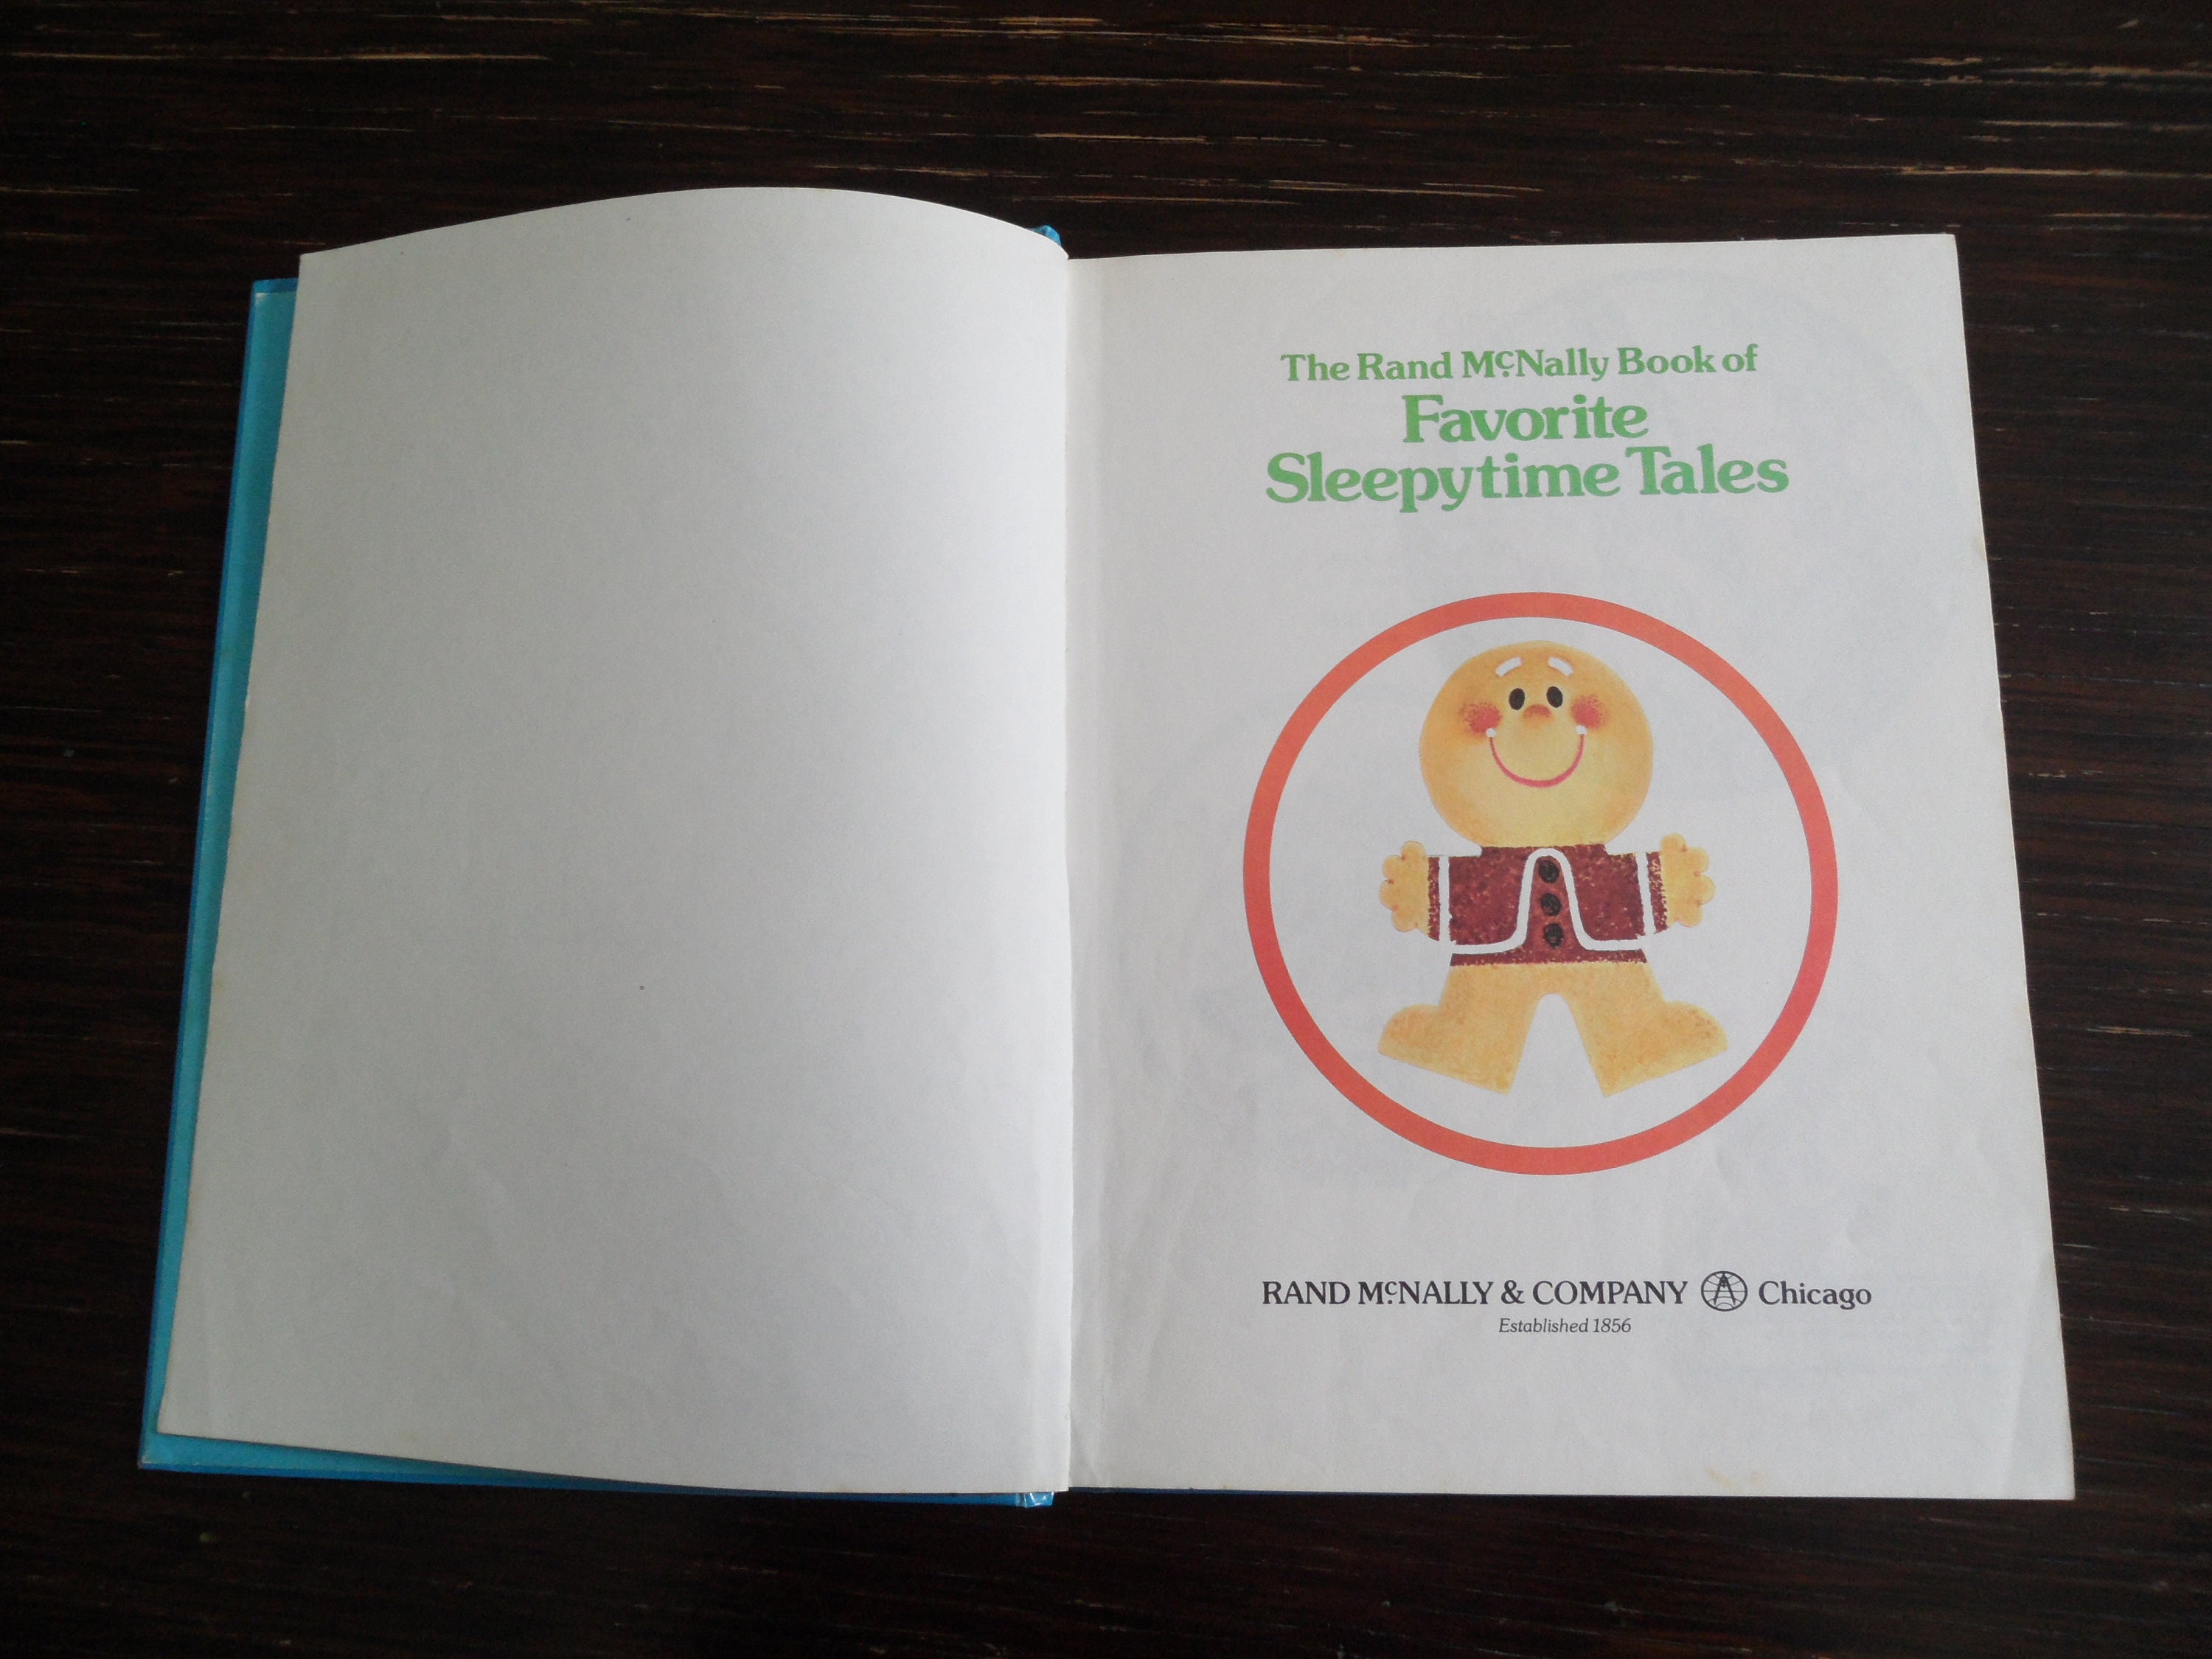 The Rand McNally Book of
Favorite
Sleepytime Tales
RAND McNALLY & COMPANY Chicago
Established 1856